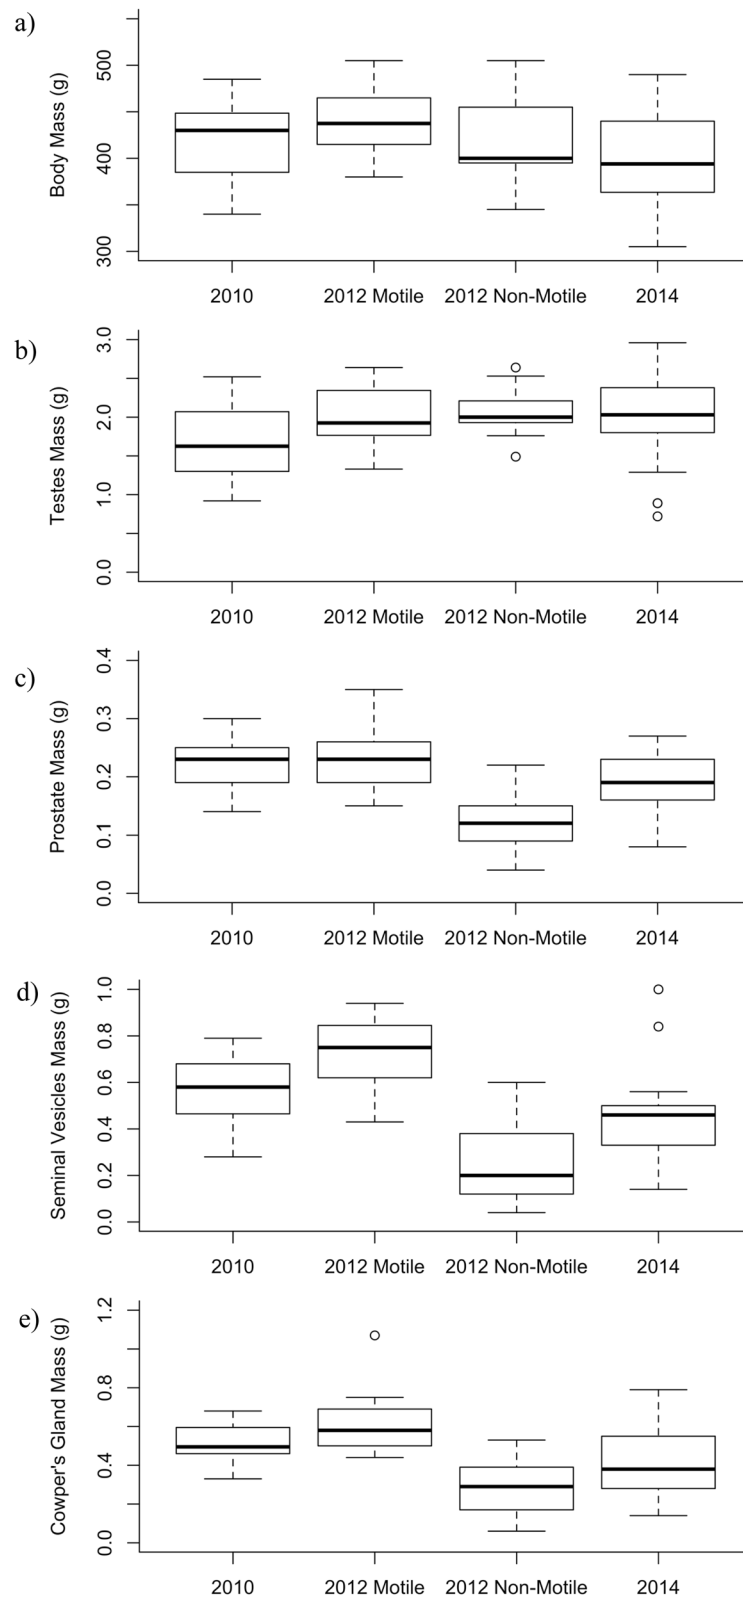 a)
Body Mass (g)
500
400
300
2010 2012 Motile 2012 Non-Motile 2014
b)
Testes Mass (g)
3.0
2.0
1.0
0.0
2010 2012 Motile 2012 Non-Motile 2014
c)
Prostate Mass (g)
0.4
0.3
0.2
0.1
0.0
2010 2012 Motile 2012 Non-Motile 2014
d)
Seminal Vesicles Mass (g)
1.0
0.8
0.6
0.4
0.2
0.0
2010 2012 Motile 2012 Non-Motile 2014
e)
Cowper's Gland Mass (g)
1.2
0.8
0.4
0.0
2010 2012 Motile 2012 Non-Motile 2014